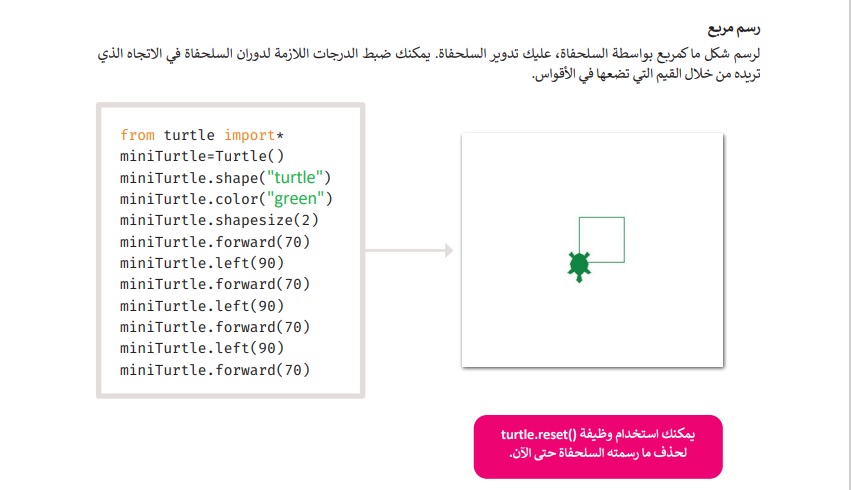 رسم مربع
لرسم شكل ما كمربع بواسطة السلحفاة، عليك تدوير السلحفاة. يمكنك ضبط الدرجات اللازمة لدوران السلحفاة في الاتجاه الذي
تريده من خلال القيم التي تضعها في الأقواس.
from turtle import*
miniTurtle=Turtle()
miniTurtle.shape("turtle")
miniTurtle.color("green")
miniTurtle.shapesize(2)
miniTurtle.forward(70)
miniTurtle.left(90)
miniTurtle.forward(70)
miniTurtle.left(90)
miniTurtle.forward(70)
miniTurtle.left(90)
miniTurtle.forward(70)
يمكنك استخدام وظيفة turtle.reset()
لحذف ما رسمته السلحفاة حتى الآن.